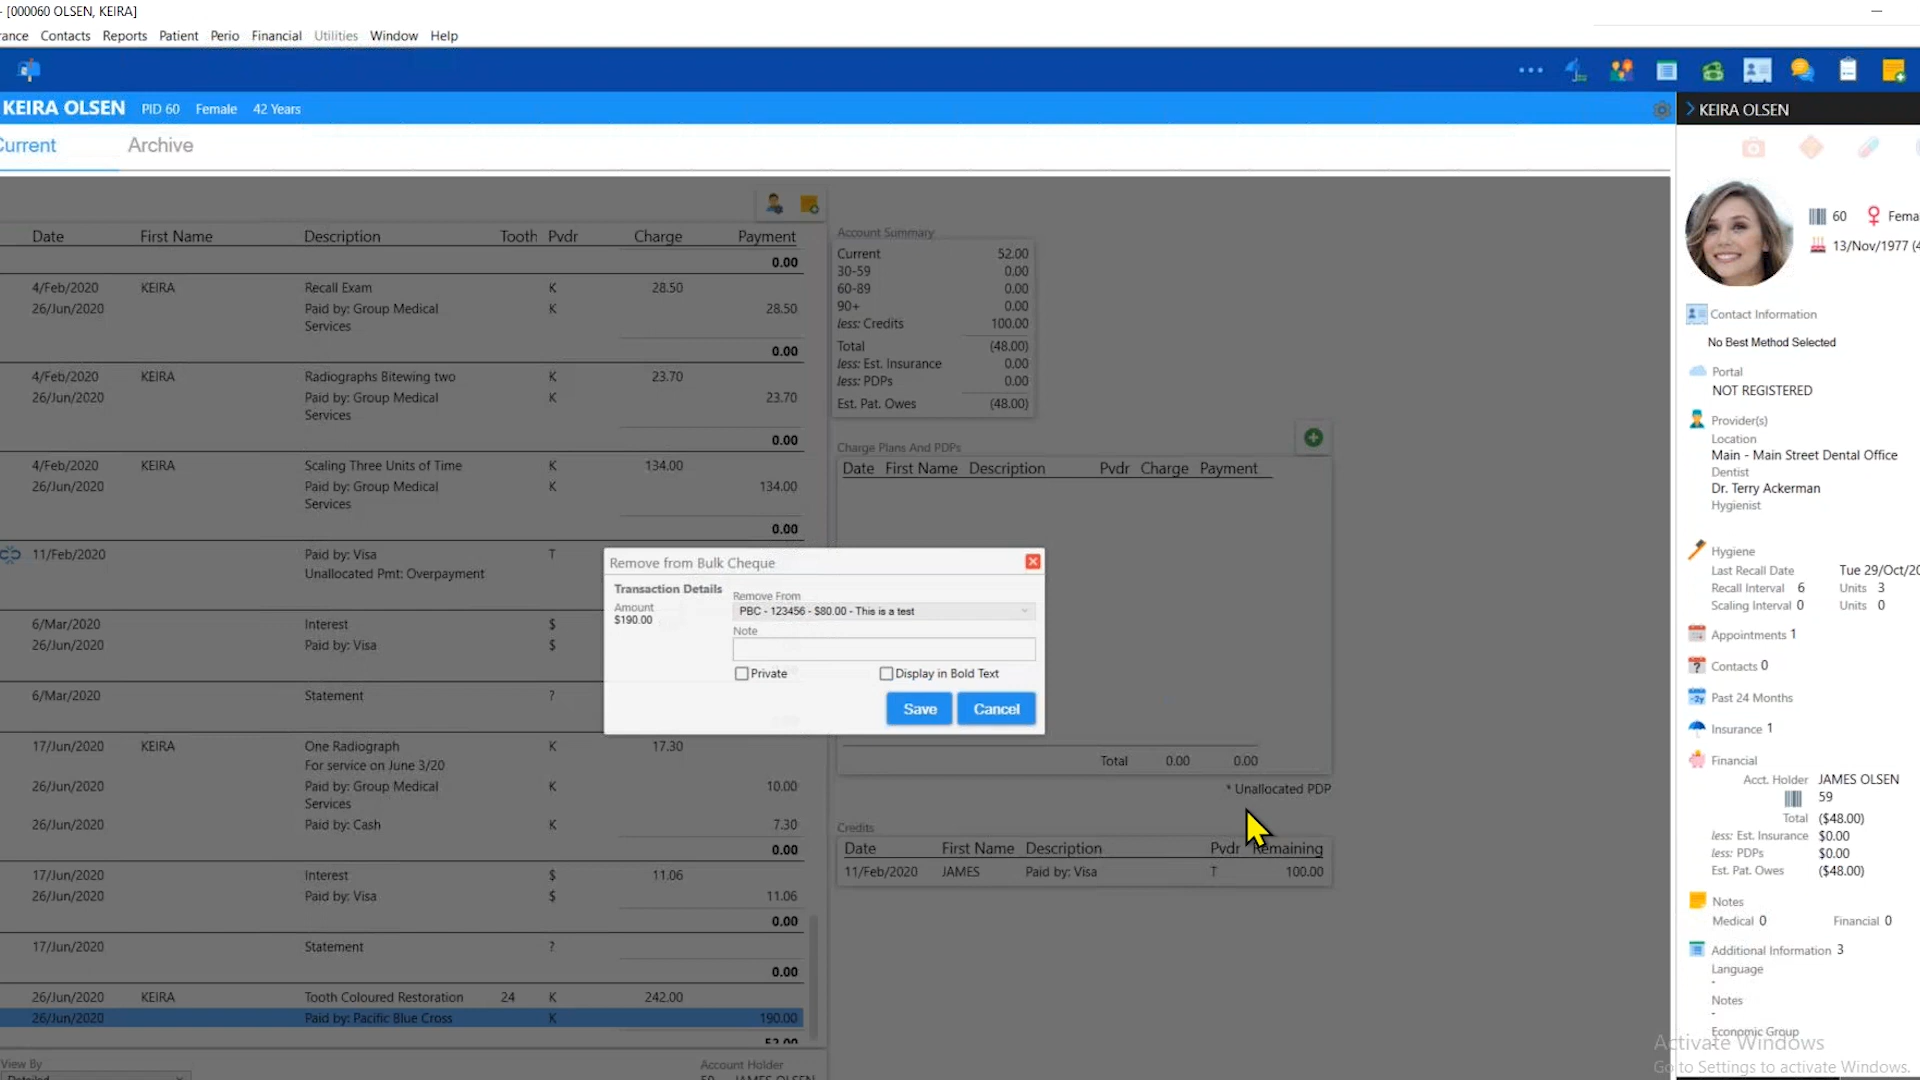 - [000060 OLSEN, KEIRA]
rance Contacts Reports Patient Perio Financial Utilities Window Help
KEIRA OLSEN PID 60 Female 42 Years
KEIRA OLSEN
Current Archive
Date First Name Description Tooth Pvdr Charge Payment
0.00
4/Feb/2020 KEIRA Recall Exam K 28.50
26/Jun/2020 Paid by: Group Medical K 28.50
Services
0.00
4/Feb/2020 KEIRA Radiographs Bitewing two K 23.70
26/Jun/2020 Paid by: Group Medical K 23.70
Services
0.00
4/Feb/2020 KEIRA Scaling Three Units of Time K 134.00
26/Jun/2020 Paid by: Group Medical K 134.00
Services
0.00
11/Feb/2020 Paid by: Visa T
Unallocated Pmt: Overpayment
6/Mar/2020 Interest $
26/Jun/2020 Paid by: Visa $
6/Mar/2020 Statement ?
17/Jun/2020 KEIRA One Radiograph K 17.30
For service on June 3/20
26/Jun/2020 Paid by: Group Medical K 10.00
Services
26/Jun/2020 Paid by: Cash K 7.30
0.00
17/Jun/2020 Interest $ 11.06
26/Jun/2020 Paid by: Visa $ 11.06
0.00
17/Jun/2020 Statement ?
0.00
26/Jun/2020 KEIRA Tooth Coloured Restoration 24 K 242.00
26/Jun/2020 Paid by: Pacific Blue Cross K 190.00
52.00
View By
Detailed
Account Holder
59 JAMES OLSEN
Account Summary
Current 52.00
30-59 0.00
60-89 0.00
90+ 0.00
less: Credits 100.00
Total (48.00)
less: Est. Insurance 0.00
less: PDPs 0.00
Est. Pat. Owes (48.00)
Charge Plans And PDPs
Date First Name Description Pvdr Charge Payment
Total 0.00 0.00
* Unallocated PDP
Credits
Date First Name Description Pvdr Remaining
11/Feb/2020 JAMES Paid by: Visa T 100.00
Remove from Bulk Cheque
Transaction Details
Amount
$190.00
Remove From
PBC - 123456 - $80.00 - This is a test
Note
Private Display in Bold Text
Save Cancel
60 Fema
13/Nov/1977 (4
Contact Information
No Best Method Selected
Portal
NOT REGISTERED
Provider(s)
Location
Main - Main Street Dental Office
Dentist
Dr. Terry Ackerman
Hygienist
Hygiene
Last Recall Date Tue 29/Oct/20
Recall Interval 6 Units 3
Scaling Interval 0 Units 0
Appointments 1
Contacts 0
Past 24 Months
Insurance 1
Financial
Acct. Holder JAMES OLSEN
59
Total ($48.00)
less: Est. Insurance $0.00
less: PDPs $0.00
Est. Pat. Owes ($48.00)
Notes
Medical 0 Financial 0
Additional Information 3
Language
-
Notes
-
Economic Group
Activate Windows
Go to Settings to activate Windows.